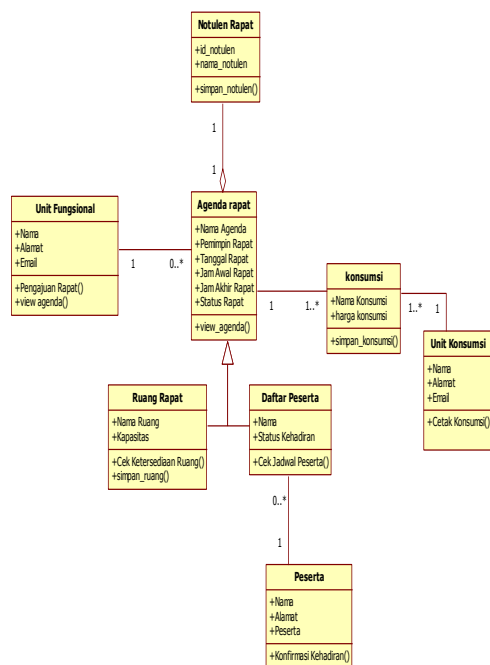 Notulen Rapat
+id_notulen
+nama_notulen
+simpan_notulen()
1
1
Unit Fungsional
+Nama
+Alamat
+Email
+Pengajuan Rapat()
+view agenda()
1
0..*
Agenda rapat
+Nama Agenda
+Pemimpin Rapat
+Tanggal Rapat
+Jam Awal Rapat
+Jam Akhir Rapat
+Status Rapat
+view_agenda()
1
1..*
konsumsi
+Nama Konsumsi
+harga konsumsi
+simpan_konsumsi()
1..*
1
Unit Konsumsi
+Nama
+Alamat
+Email
+Cetak Konsumsi()
Ruang Rapat
+Nama Ruang
+Kapasitas
+Cek Ketersediaan Ruang()
+simpan_ruang()
Daftar Peserta
+Nama
+Status Kehadiran
+Cek Jadwal Peserta()
0..*
1
Peserta
+Nama
+Alamat
+Peserta
+Konfirmasi Kehadiran()